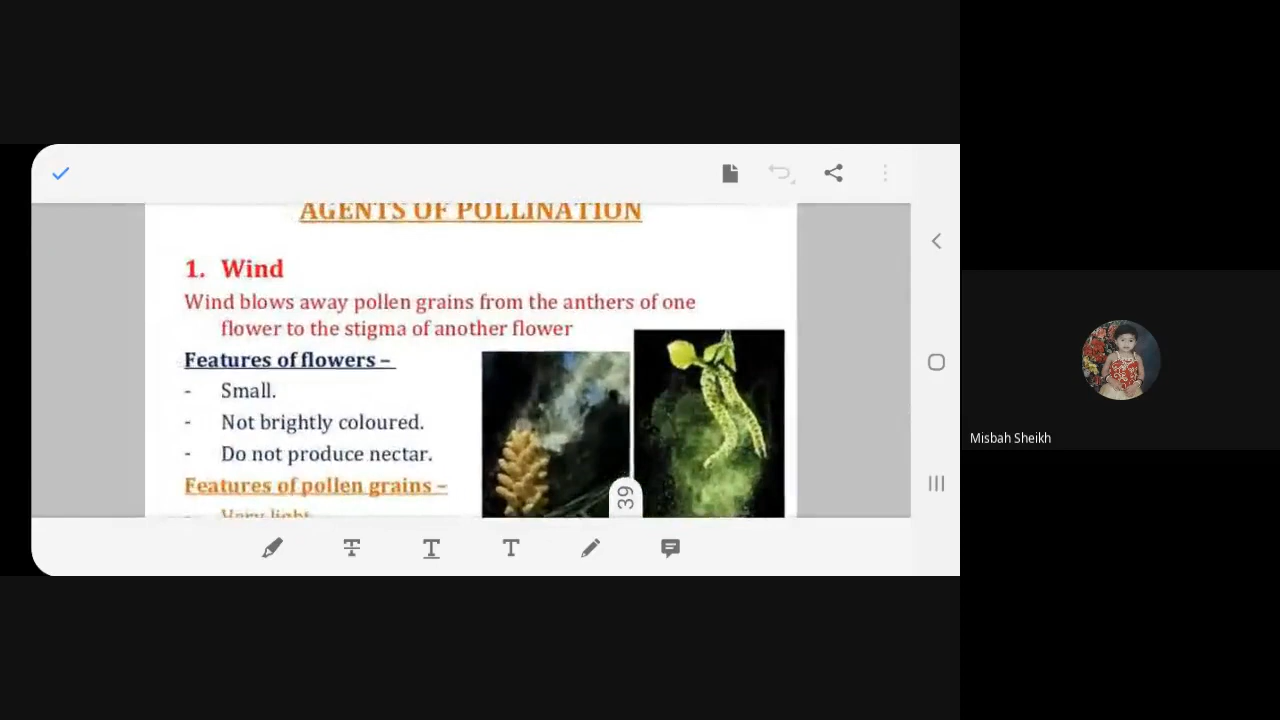 AGENTS OF POLLINATION
1. Wind
Wind blows away pollen grains from the anthers of one
flower to the stigma of another flower
Features of flowers –
- Small.
- Not brightly coloured.
- Do not produce nectar.
Features of pollen grains –
- Very light
39
T
T
T
Misbah Sheikh